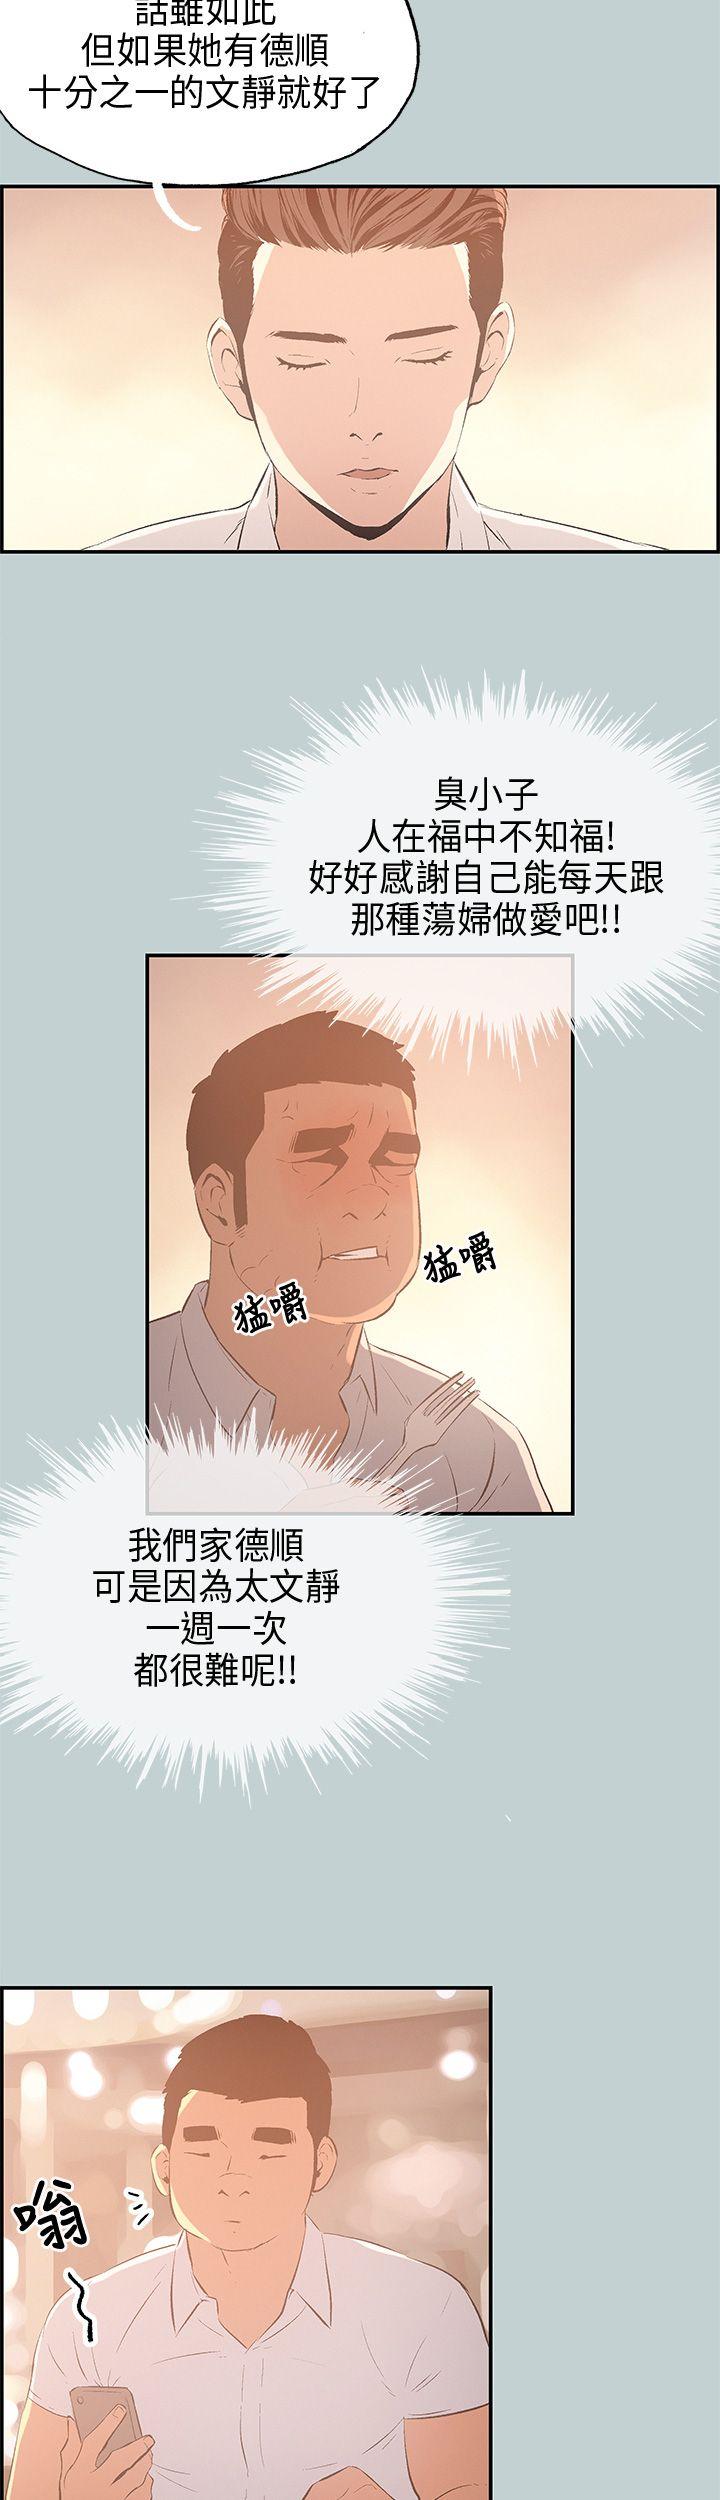 話雖如此
但如果她有德順
十分之一的文靜就好了
臭小子
人在福中不知福!
好好感謝自己能每天跟
那種蕩婦做愛吧!!
猛嚼
猛嚼
我們家德順
可是因為太文靜
一週一次
都很難呢!!
嗡